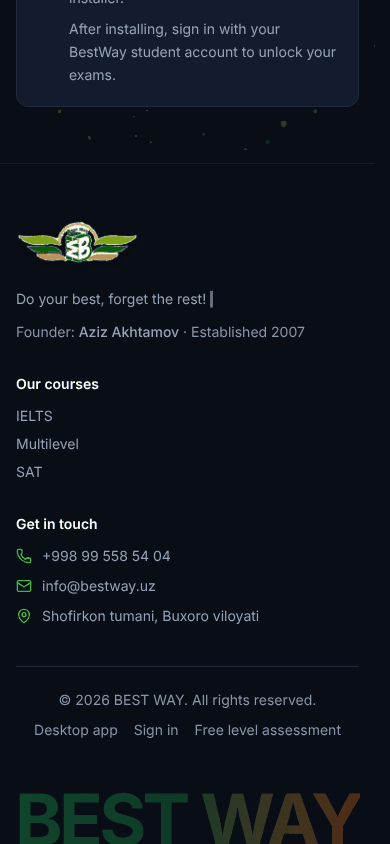 After installing, sign in with your
BestWay student account to unlock your
exams.
Do your best, forget the rest!
Founder: Aziz Akhtamov · Established 2007
Our courses
IELTS
Multilevel
SAT
Get in touch
+998 99 558 54 04
info@bestway.uz
Shofirkon tumani, Buxoro viloyati
© 2026 BEST WAY. All rights reserved.
Desktop app Sign in Free level assessment
BEST WAY